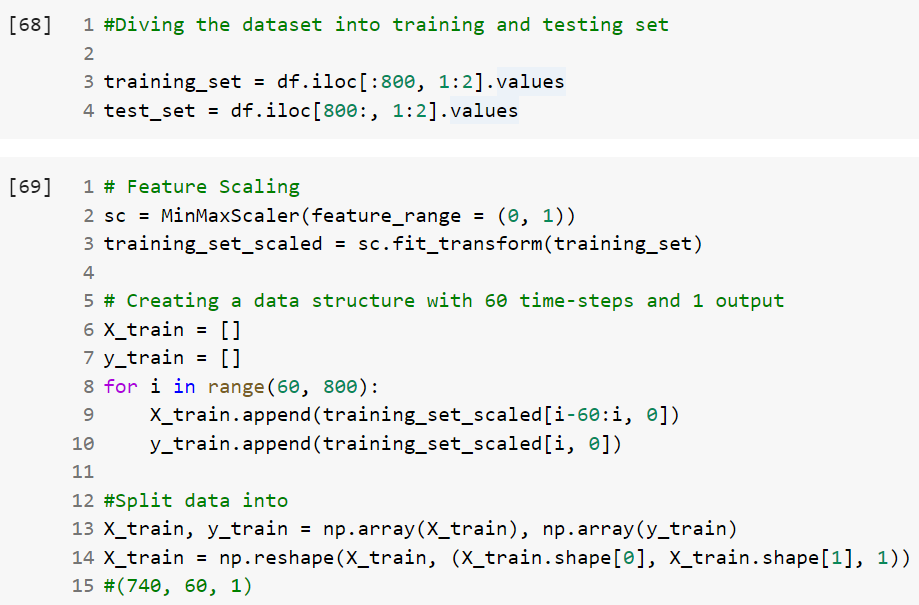 [68] 1 #Diving the dataset into training and testing set
2
3 training_set = df.iloc[:800, 1:2].values
4 test_set = df.iloc[800:, 1:2].values
[69] 1 # Feature Scaling
2 sc = MinMaxScaler(feature_range = (0, 1))
3 training_set_scaled = sc.fit_transform(training_set)
4
5 # Creating a data structure with 60 time-steps and 1 output
6 X_train = []
7 y_train = []
8 for i in range(60, 800):
9     X_train.append(training_set_scaled[i-60:i, 0])
10     y_train.append(training_set_scaled[i, 0])
11
12 #Split data into
13 X_train, y_train = np.array(X_train), np.array(y_train)
14 X_train = np.reshape(X_train, (X_train.shape[0], X_train.shape[1], 1))
15 #(740, 60, 1)